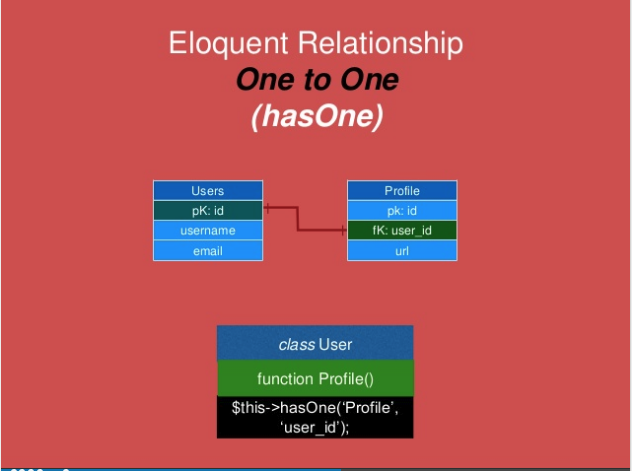 Eloquent Relationship
One to One
(hasOne)
Users
pK: id
username
email
Profile
pk: id
fK: user_id
url
class User
function Profile()
$this->hasOne(‘Profile’,
‘user_id’);